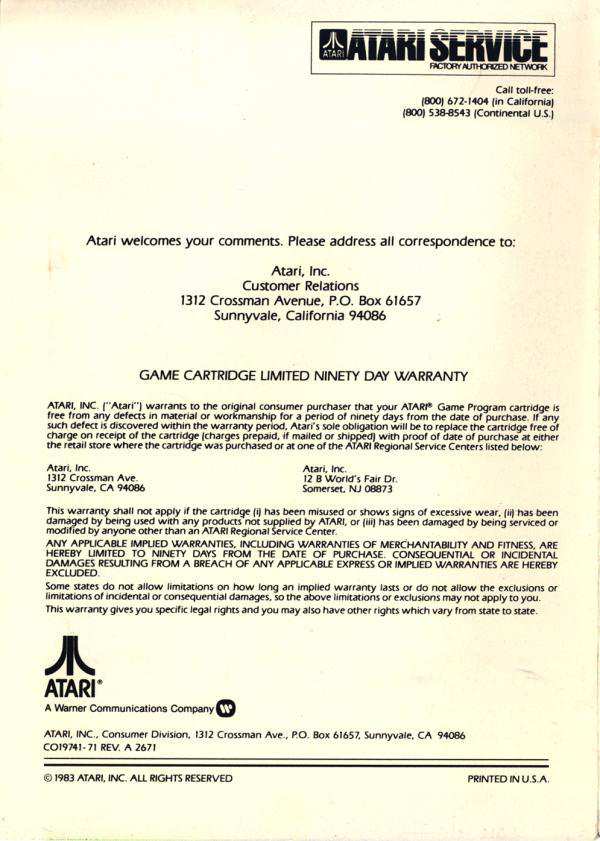 ATARI
ATARI SERVICE
FACTORY AUTHORIZED NETWORK
Call toll-free:
(800) 672-1404 (in California)
(800) 538-8543 (Continental U.S.)
Atari welcomes your comments. Please address all correspondence to:
Atari, Inc.
Customer Relations
1312 Crossman Avenue, P.O. Box 61657
Sunnyvale, California 94086
GAME CARTRIDGE LIMITED NINETY DAY WARRANTY
ATARI, INC. ("Atari") warrants to the original consumer purchaser that your ATARI® Game Program cartridge is
free from any defects in material or workmanship for a period of ninety days from the date of purchase. If any
such defect is discovered within the warranty period, Atari's sole obligation will be to replace the cartridge free of
charge on receipt of the cartridge (charges prepaid, if mailed or shipped) with proof of date of purchase at either
the retail store where the cartridge was purchased or at one of the ATARI Regional Service Centers listed below:
Atari, Inc.
1312 Crossman Ave.
Sunnyvale, CA 94086
Atari, Inc.
12 B World's Fair Dr.
Somerset, NJ 08873
This warranty shall not apply if the cartridge (i) has been misused or shows signs of excessive wear, (ii) has been
damaged by being used with any products not supplied by ATARI, or (iii) has been damaged by being serviced or
modified by anyone other than an ATARI Regional Service Center.
ANY APPLICABLE IMPLIED WARRANTIES, INCLUDING WARRANTIES OF MERCHANTABILITY AND FITNESS, ARE
HEREBY LIMITED TO NINETY DAYS FROM THE DATE OF PURCHASE. CONSEQUENTIAL OR INCIDENTAL
DAMAGES RESULTING FROM A BREACH OF ANY APPLICABLE EXPRESS OR IMPLIED WARRANTIES ARE HEREBY
EXCLUDED.
Some states do not allow limitations on how long an implied warranty lasts or do not allow the exclusions or
limitations of incidental or consequential damages, so the above limitations or exclusions may not apply to you.
This warranty gives you specific legal rights and you may also have other rights which vary from state to state.
ATARI®
A Warner Communications Company
ATARI, INC., Consumer Division, 1312 Crossman Ave., P.O. Box 61657, Sunnyvale, CA 94086
CO19741-71 REV. A 2671
© 1983 ATARI, INC. ALL RIGHTS RESERVED
PRINTED IN U.S.A.